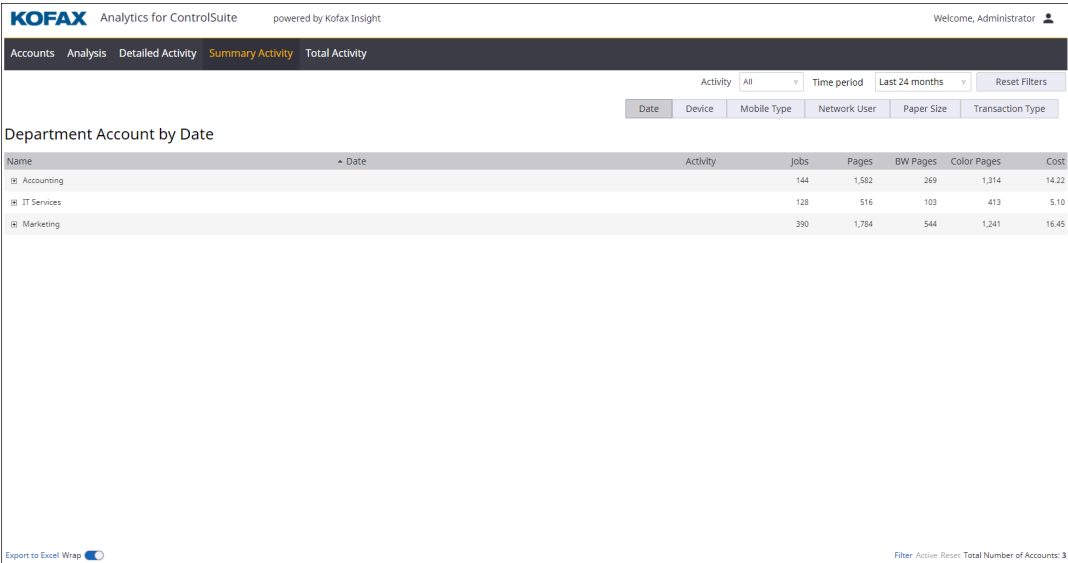 KOFAX Analytics for ControlSuite powered by Kofax Insight Welcome, Administrator
Accounts Analysis Detailed Activity Summary Activity Total Activity
Activity All Time period Last 24 months Reset Filters
Date Device Mobile Type Network User Paper Size Transaction Type
Department Account by Date
Name Date Activity Jobs Pages BW Pages Color Pages Cost
Accounting 144 1,582 269 1,314 14.22
IT Services 128 516 103 413 5.10
Marketing 390 1,784 544 1,241 16.45
Export to Excel Wrap Filter Active Reset Total Number of Accounts: 3